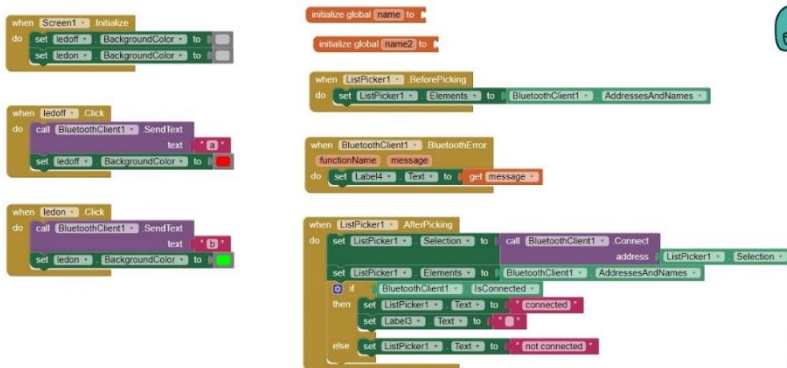 when Screen1 .Initialize
do set ledoff . BackgroundColor to
set ledon . BackgroundColor to
when ledoff .Click
do call BluetoothClient1 .SendText
text " a "
set ledoff . BackgroundColor to
when ledon .Click
do call BluetoothClient1 .SendText
text " b "
set ledon . BackgroundColor to
initialize global name to
initialize global name2 to
when ListPicker1 .BeforePicking
do set ListPicker1 . Elements to BluetoothClient1 . AddressesAndNames
when BluetoothClient1 .BluetoothError
functionName message
do set Label4 . Text to get message
when ListPicker1 .AfterPicking
do set ListPicker1 . Selection to call BluetoothClient1 .Connect
address ListPicker1 . Selection
set ListPicker1 . Elements to BluetoothClient1 . AddressesAndNames
if BluetoothClient1 . IsConnected
then set ListPicker1 . Text to " connected "
set Label3 . Text to " "
else set ListPicker1 . Text to " not connected "